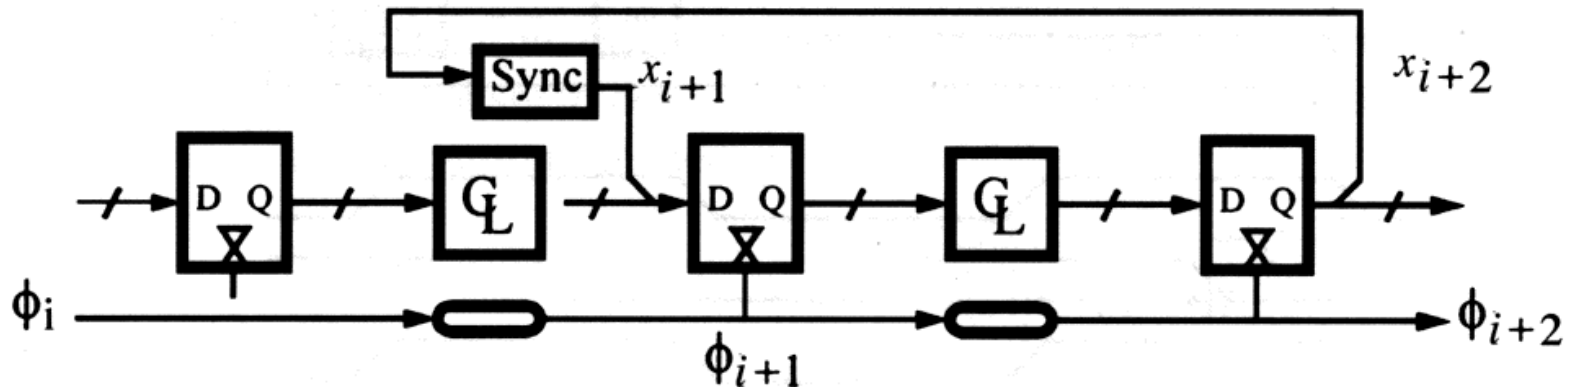 Sync
x_{i+1}
x_{i+2}
D Q
CL
D Q
CL
D Q
ϕ_i
ϕ_{i+1}
ϕ_{i+2}